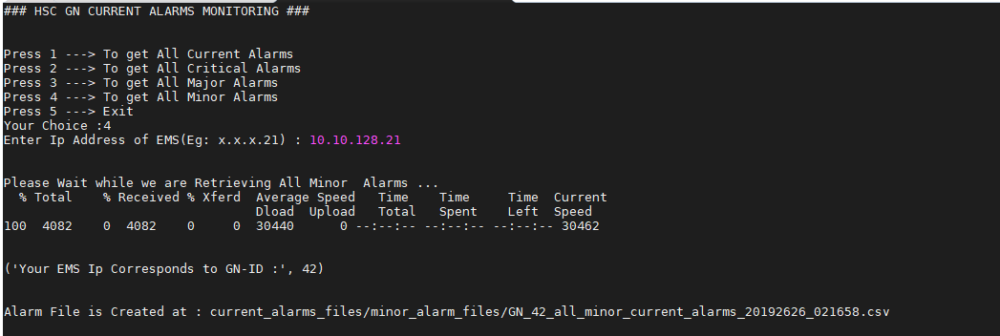 ### HSC GN CURRENT ALARMS MONITORING ###
Press 1 ---> To get All Current Alarms
Press 2 ---> To get All Critical Alarms
Press 3 ---> To get All Major Alarms
Press 4 ---> To get All Minor Alarms
Press 5 ---> Exit
Your Choice :4
Enter Ip Address of EMS(Eg: x.x.x.21) : 10.10.128.21
Please Wait while we are Retrieving All Minor  Alarms ...
  % Total    % Received % Xferd  Average Speed   Time    Time     Time  Current
                                 Dload  Upload   Total   Spent    Left  Speed
100  4082    0  4082    0     0  30440      0 --:--:-- --:--:-- --:--:-- 30462
('Your EMS Ip Corresponds to GN-ID :', 42)
Alarm File is Created at : current_alarms_files/minor_alarm_files/GN_42_all_minor_current_alarms_20192626_021658.csv